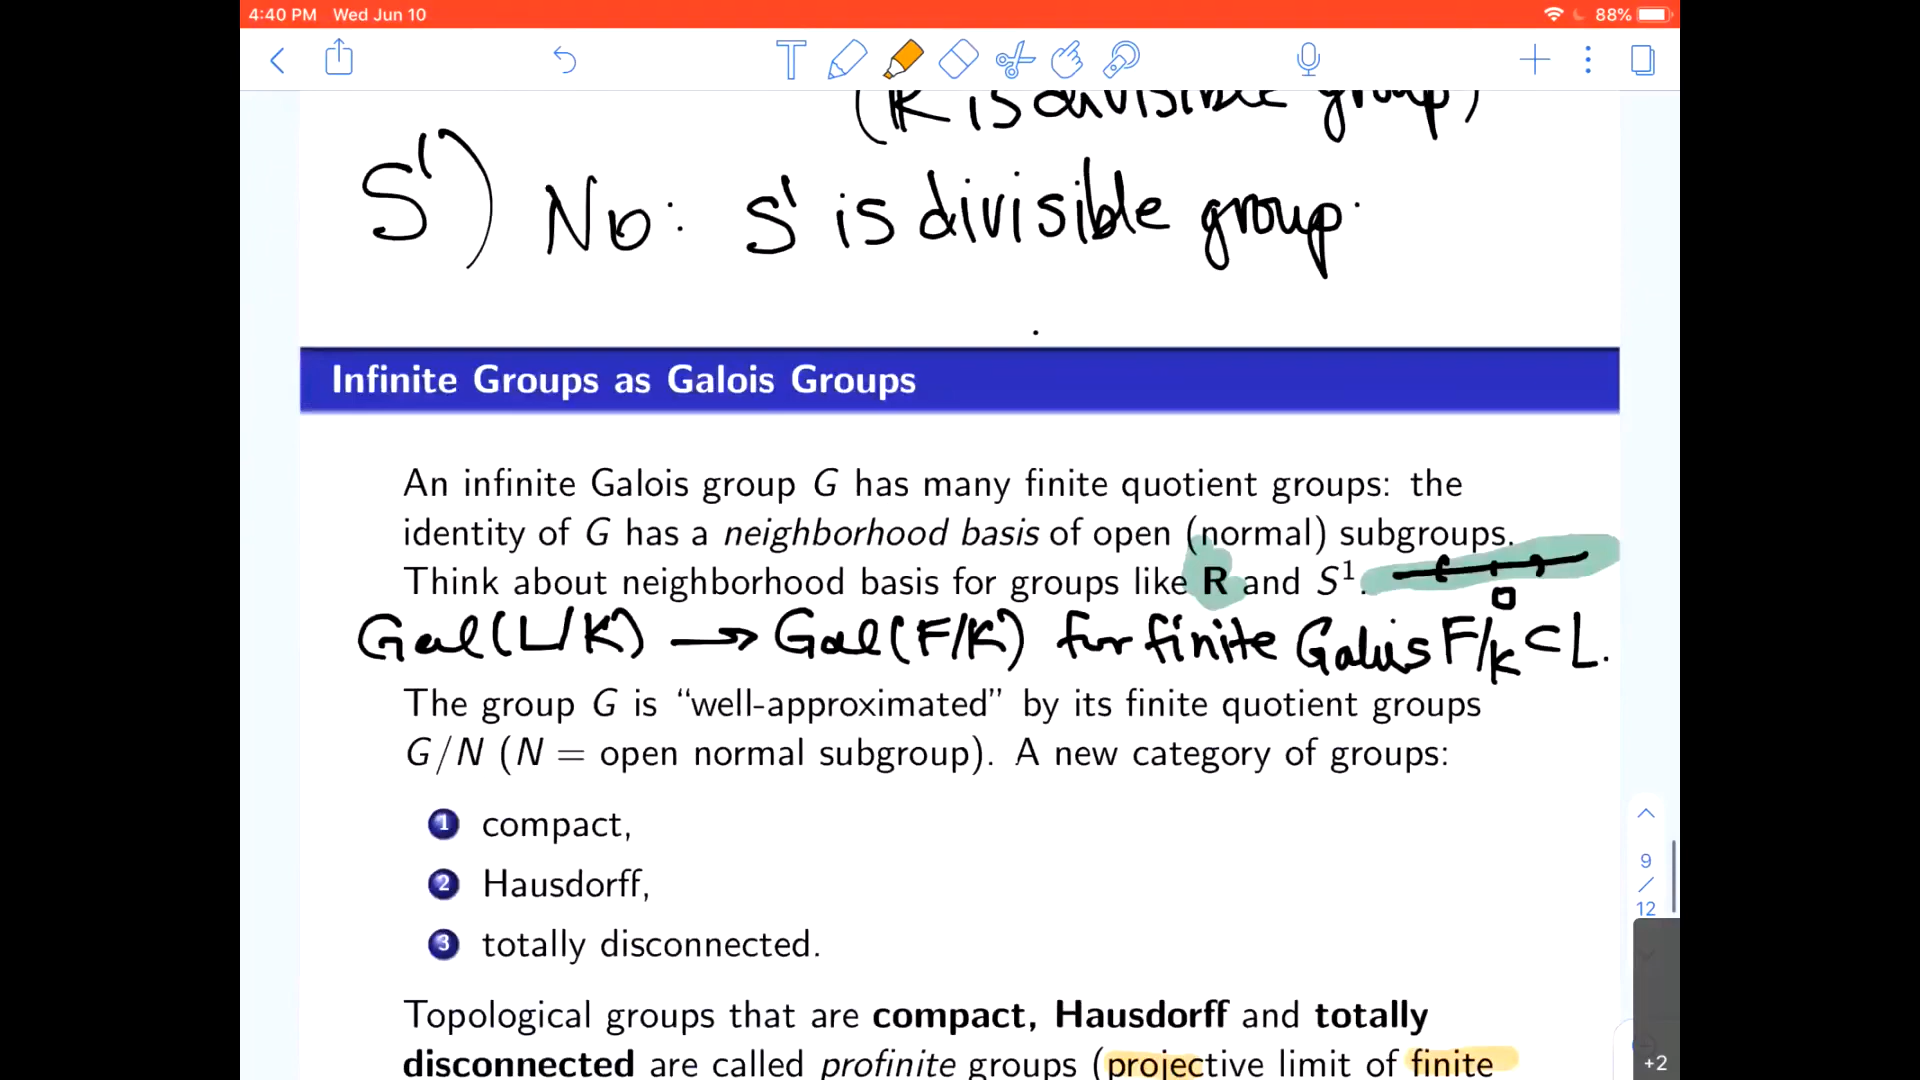 4:40 PM Wed Jun 10 88%
(R is divisible group)
S¹) No: S¹ is divisible group.
Infinite Groups as Galois Groups
An infinite Galois group G has many finite quotient groups: the
identity of G has a neighborhood basis of open (normal) subgroups.
Think about neighborhood basis for groups like R and S¹.
0
Gal(L/K) → Gal(F/K) for finite Galois F/K ⊂ L.
The group G is “well-approximated” by its finite quotient groups
G/N (N = open normal subgroup). A new category of groups:
1 compact,
2 Hausdorff,
3 totally disconnected.
9
/
12
Topological groups that are compact, Hausdorff and totally
disconnected are called profinite groups (projective limit of finite
+2